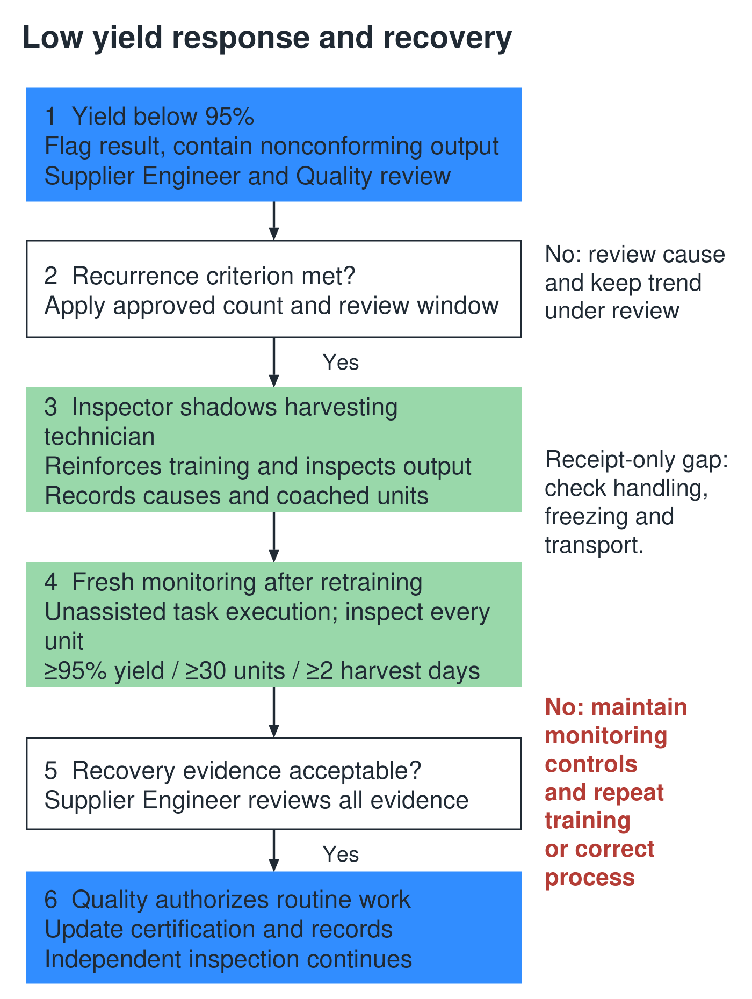 Low yield response and recovery
1 Yield below 95%
Flag result, contain nonconforming output
Supplier Engineer and Quality review
2 Recurrence criterion met?
Apply approved count and review window
No: review cause
and keep trend
under review
Yes
3 Inspector shadows harvesting
technician
Reinforces training and inspects output
Records causes and coached units
Receipt-only gap:
check handling,
freezing and
transport.
4 Fresh monitoring after retraining
Unassisted task execution; inspect every
unit
≥95% yield / ≥30 units / ≥2 harvest days
5 Recovery evidence acceptable?
Supplier Engineer reviews all evidence
No: maintain
monitoring
controls
and repeat
training
or correct
process
Yes
6 Quality authorizes routine work
Update certification and records
Independent inspection continues